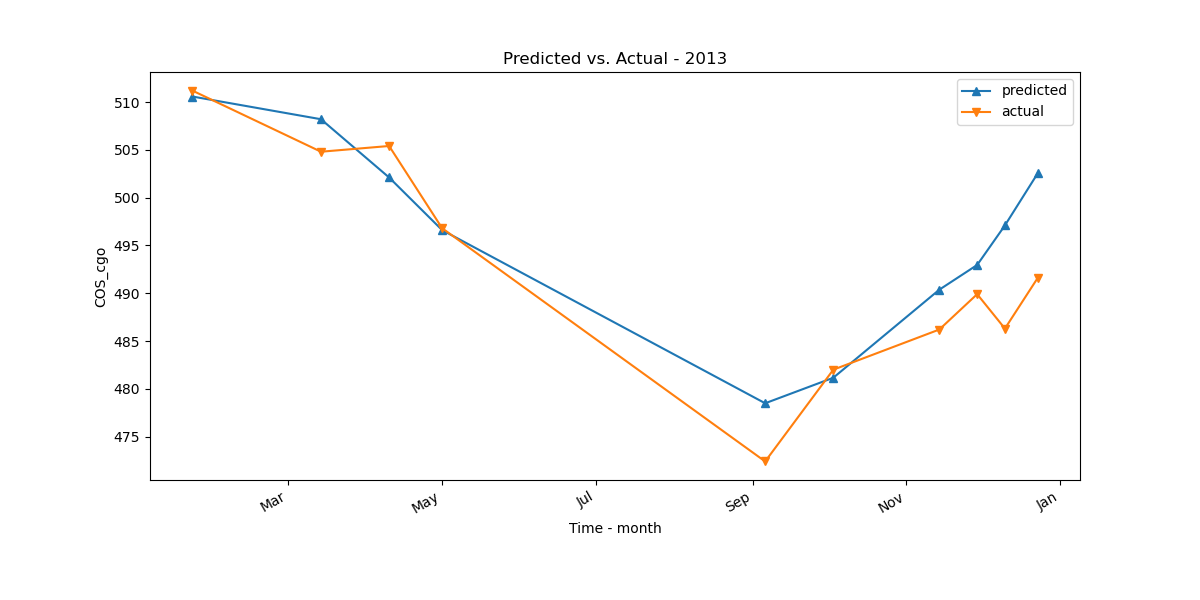 Predicted vs. Actual - 2013
predicted
actual
510
505
500
495
490
485
480
475
COS_cgo
Mar
May
Jul
Sep
Nov
Jan
Time - month